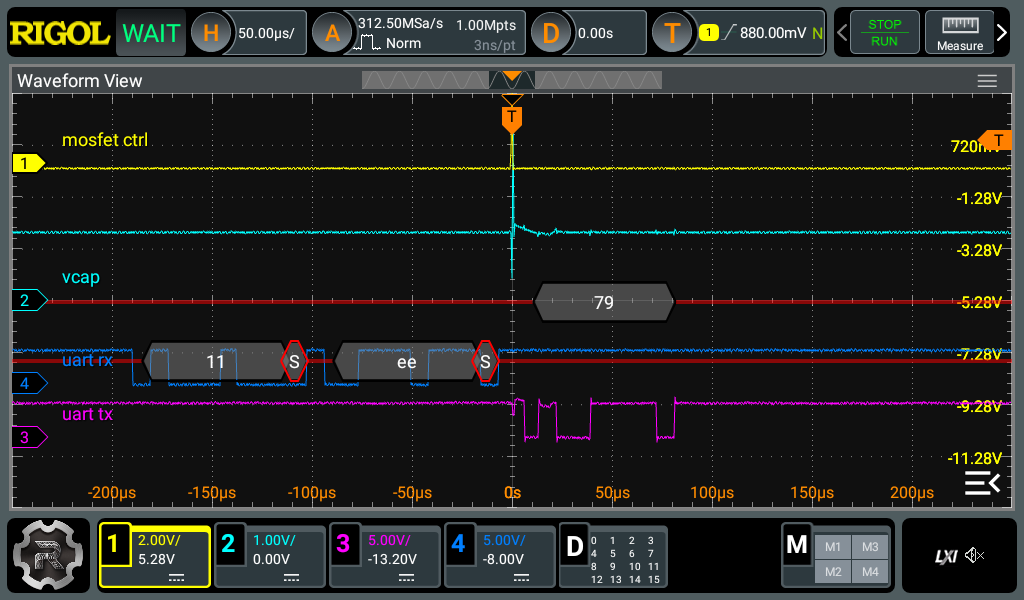 RIGOL WAIT H 50.00µs/ A 312.50MSa/s 1.00Mpts D 0.00s T 1 880.00mV N STOP
Norm 3ns/pt RUN Measure
Waveform View
T
mosfet ctrl
720mV T
1
-1.28V
-3.28V
vcap
2 79 -5.28V
uart rx 11 S ee S -7.28V
4
uart tx -9.28V
3
-11.28V
-200µs -150µs -100µs -50µs 0s 50µs 100µs 150µs 200µs
1 2.00V/ 5.28V
2 1.00V/ 0.00V
3 5.00V/ -13.20V
4 5.00V/ -8.00V
D 0 1 2 3
4 5 6 7
8 9 10 11
12 13 14 15
M M1 M3
M2 M4
LXI
R